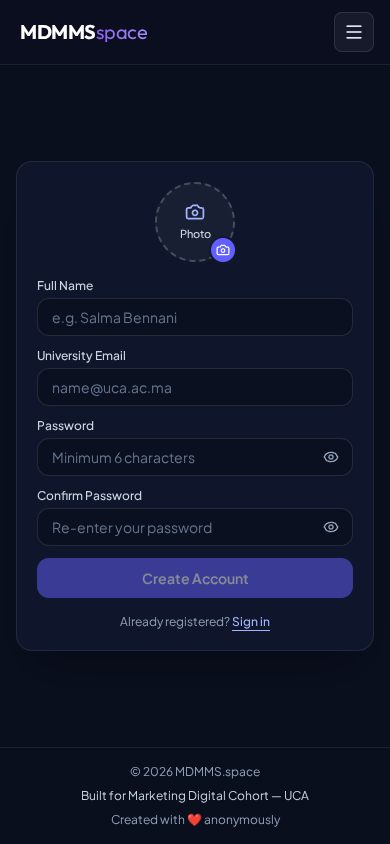 MDMMSspace
Photo
Full Name
e.g. Salma Bennani
University Email
name@uca.ac.ma
Password
Minimum 6 characters
Confirm Password
Re-enter your password
Create Account
Already registered? Sign in
© 2026 MDMMS.space
Built for Marketing Digital Cohort — UCA
Created with ❤️ anonymously